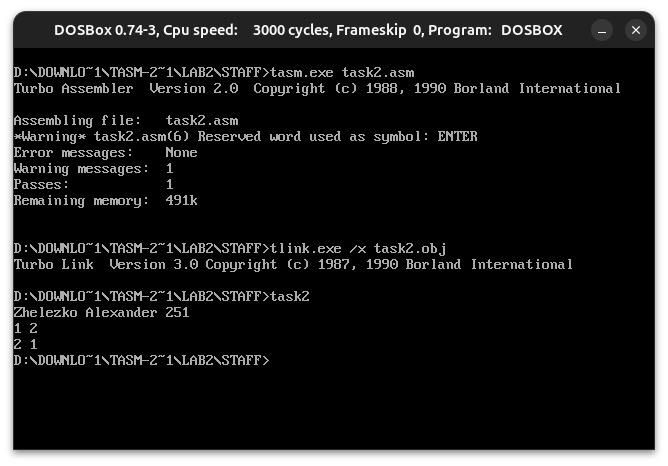 DOSBox 0.74-3, Cpu speed: 3000 cycles, Frameskip 0, Program: DOSBOX
D:\DOWNLO~1\TASM-2~1\LAB2\STAFF>tasm.exe task2.asm
Turbo Assembler  Version 2.0  Copyright (c) 1988, 1990 Borland International
Assembling file:   task2.asm
*Warning* task2.asm(6) Reserved word used as symbol: ENTER
Error messages:    None
Warning messages:  1
Passes:            1
Remaining memory:  491k
D:\DOWNLO~1\TASM-2~1\LAB2\STAFF>tlink.exe /x task2.obj
Turbo Link  Version 3.0 Copyright (c) 1987, 1990 Borland International
D:\DOWNLO~1\TASM-2~1\LAB2\STAFF>task2
Zhelezko Alexander 251
1 2
2 1
D:\DOWNLO~1\TASM-2~1\LAB2\STAFF>